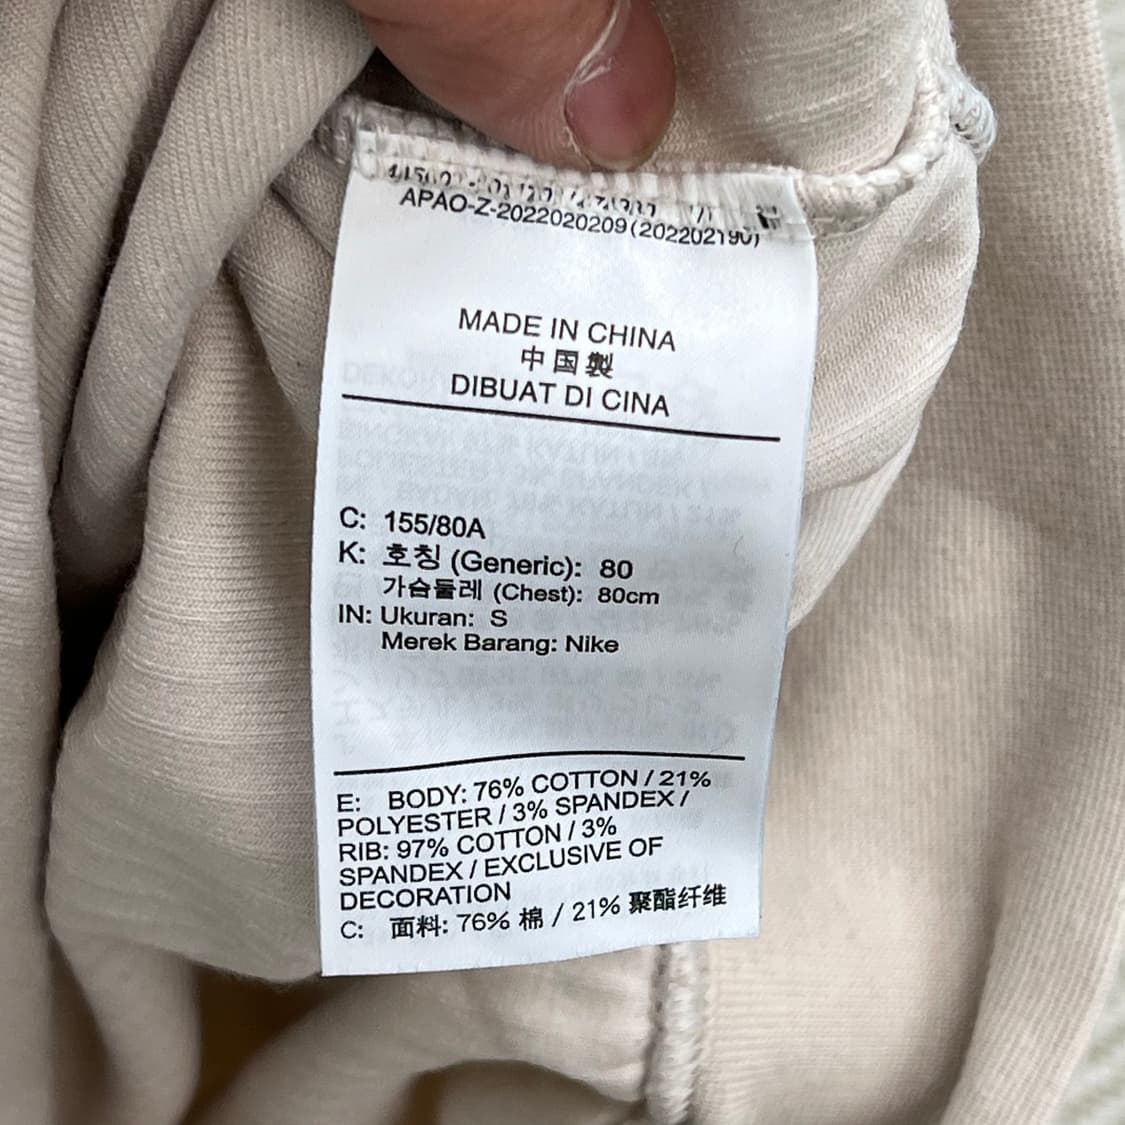 APAO-Z-2022020209(202202190)
MADE IN CHINA
中国製
DIBUAT DI CINA
C: 155/80A
K: 호칭 (Generic): 80
가슴둘레 (Chest): 80cm
IN: Ukuran: S
Merek Barang: Nike
E: BODY: 76% COTTON / 21%
POLYESTER / 3% SPANDEX /
RIB: 97% COTTON / 3%
SPANDEX / EXCLUSIVE OF
DECORATION
C: 面料: 76% 棉 / 21% 聚酯纤维